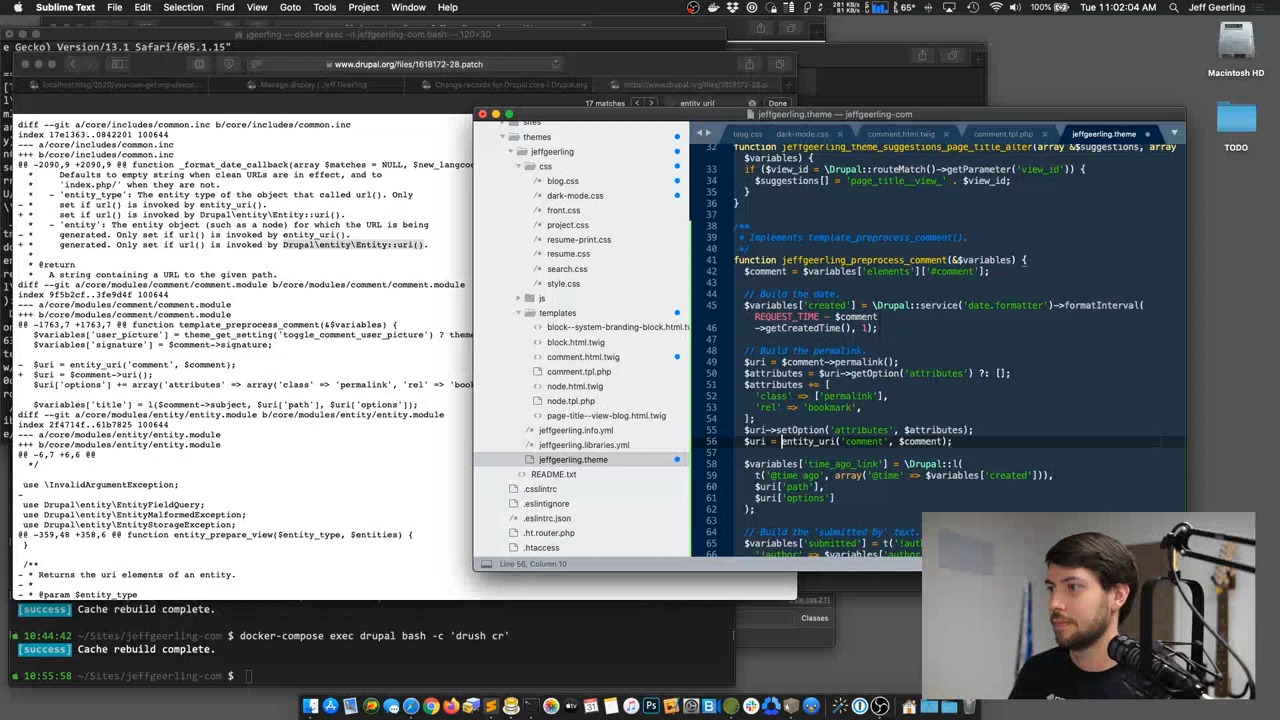 Sublime Text File Edit Selection Find View Goto Tools Project Window Help
281 KB/s 65° 100% Tue 11:02:04 AM Jeff Geerling
jgeerling — docker exec -it jeffgeerling-com bash — 120×30
Gecko) Version/13.1 Safari/605.1.15"
www.drupal.org/files/1618172-28.patch
Manage display | Jeff Geerling
Change records for Drupal core | Drupal.org
https://www.drupal.org/files/1618172-28.p
17 matches
entity_uri(
Done
diff --git a/core/includes/common.inc b/core/includes/common.inc
index 17e1363..0842201 100644
--- a/core/includes/common.inc
+++ b/core/includes/common.inc
@@ -2090,9 +2090,9 @@ function _format_date_callback(array $matches = NULL, $new_langcod
* Defaults to empty string when clean URLs are in effect, and to
* 'index.php/' when they are not.
* - 'entity_type': The entity type of the object that called url(). Only
- * set if url() is invoked by entity_uri().
+ * set if url() is invoked by Drupal\entity\Entity::uri().
* - 'entity': The entity object (such as a node) for which the URL is being
- * generated. Only set if url() is invoked by entity_uri().
+ * generated. Only set if url() is invoked by Drupal\entity\Entity::uri().
*
* @return
* A string containing a URL to the given path.
diff --git a/core/modules/comment/comment.module b/core/modules/comment/comment.module
index 9f5b2cf..3fe9d4f 100644
--- a/core/modules/comment/comment.module
+++ b/core/modules/comment/comment.module
@@ -1763,7 +1763,7 @@ function template_preprocess_comment(&$variables) {
$variables['user_picture'] = theme_get_setting('toggle_comment_user_picture') ? them
$variables['signature'] = $comment->signature;
- $uri = entity_uri('comment', $comment);
+ $uri = $comment->uri();
$uri['options'] += array('attributes' => array('class' => 'permalink', 'rel' => 'boo
$variables['title'] = l($comment->subject, $uri['path'], $uri['options']);
diff --git a/core/modules/entity/entity.module b/core/modules/entity/entity.module
index 2f4714f..61b7825 100644
--- a/core/modules/entity/entity.module
+++ b/core/modules/entity/entity.module
@@ -6,7 +6,6 @@
*/
use \InvalidArgumentException;
-
use Drupal\entity\EntityFieldQuery;
use Drupal\entity\EntityMalformedException;
use Drupal\entity\EntityStorageException;
@@ -359,48 +358,6 @@ function entity_prepare_view($entity_type, $entities) {
}
/**
- * Returns the uri elements of an entity.
- *
- * @param $entity_type
[success] Cache rebuild complete.
10:44:42 ~/Sites/jeffgeerling-com $ docker-compose exec drupal bash -c 'drush cr'
[success] Cache rebuild complete.
10:55:58 ~/Sites/jeffgeerling-com $
jeffgeerling.theme — jeffgeerling-com
sites
themes
jeffgeerling
css
blog.css
dark-mode.css
front.css
project.css
resume-print.css
resume.css
search.css
style.css
js
templates
block--system-branding-block.html.tw
block.html.twig
comment.html.twig
comment.tpl.php
node.html.twig
node.tpl.php
page-title--view-blog.html.twig
jeffgeerling.info.yml
jeffgeerling.libraries.yml
jeffgeerling.theme
README.txt
.csslintrc
.eslintignore
.eslintrc.json
.ht.router.php
.htaccess
blog.css dark-mode.css comment.html.twig comment.tpl.php jeffgeerling.theme
32 function jeffgeerling_theme_suggestions_page_title_alter(array &$suggestions, array
$variables) {
33 if ($view_id = \Drupal::routeMatch()->getParameter('view_id')) {
34 $suggestions[] = 'page_title__view_' . $view_id;
35 }
36 }
37
38 /**
39 * Implements template_preprocess_comment().
40 */
41 function jeffgeerling_preprocess_comment(&$variables) {
42 $comment = $variables['elements']['#comment'];
43
44 // Build the date.
45 $variables['created'] = \Drupal::service('date.formatter')->formatInterval(
REQUEST_TIME - $comment
46 ->getCreatedTime(), 1);
47
48 // Build the permalink.
49 $uri = $comment->permalink();
50 $attributes = $uri->getOption('attributes') ?: [];
51 $attributes += [
52 'class' => ['permalink'],
53 'rel' => 'bookmark',
54 ];
55 $uri->setOption('attributes', $attributes);
56 $uri = entity_uri('comment', $comment);
57
58 $variables['time_ago_link'] = \Drupal::l(
59 t('@time ago', array('@time' => $variables['created'])),
60 $uri['path'],
61 $uri['options']
62 );
63
64 // Build the 'submitted by' text.
65 $variables['submitted'] = t('!au
66 '!author' => $variables['a
Line 56, Column 10
style.css:211
Classes
Macintosh HD
TODO